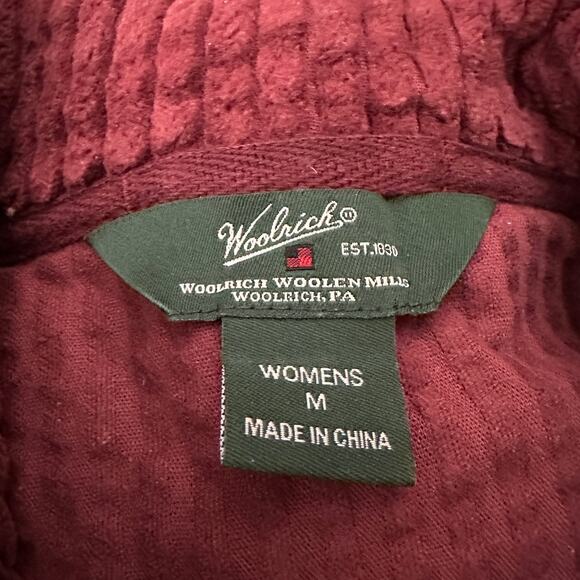 Woolrich
EST.1830
WOOLRICH WOOLEN MILLS
WOOLRICH, PA
WOMENS
M
MADE IN CHINA